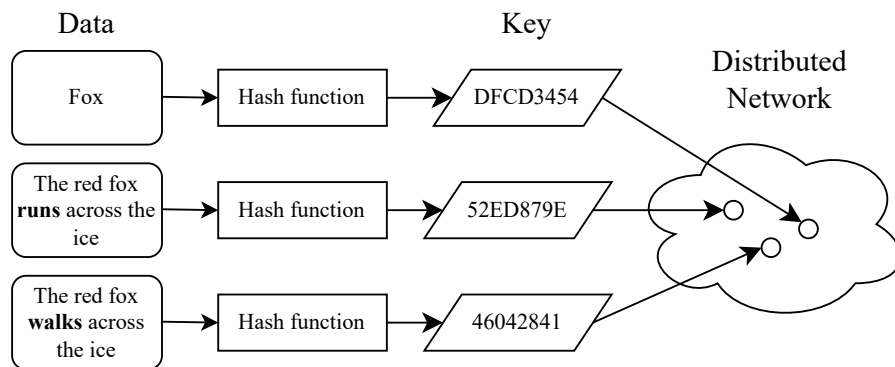 Data
Key
Distributed
Network
Fox
Hash function
DFCD3454
The red fox
runs across the
ice
Hash function
52ED879E
The red fox
walks across
the ice
Hash function
46042841